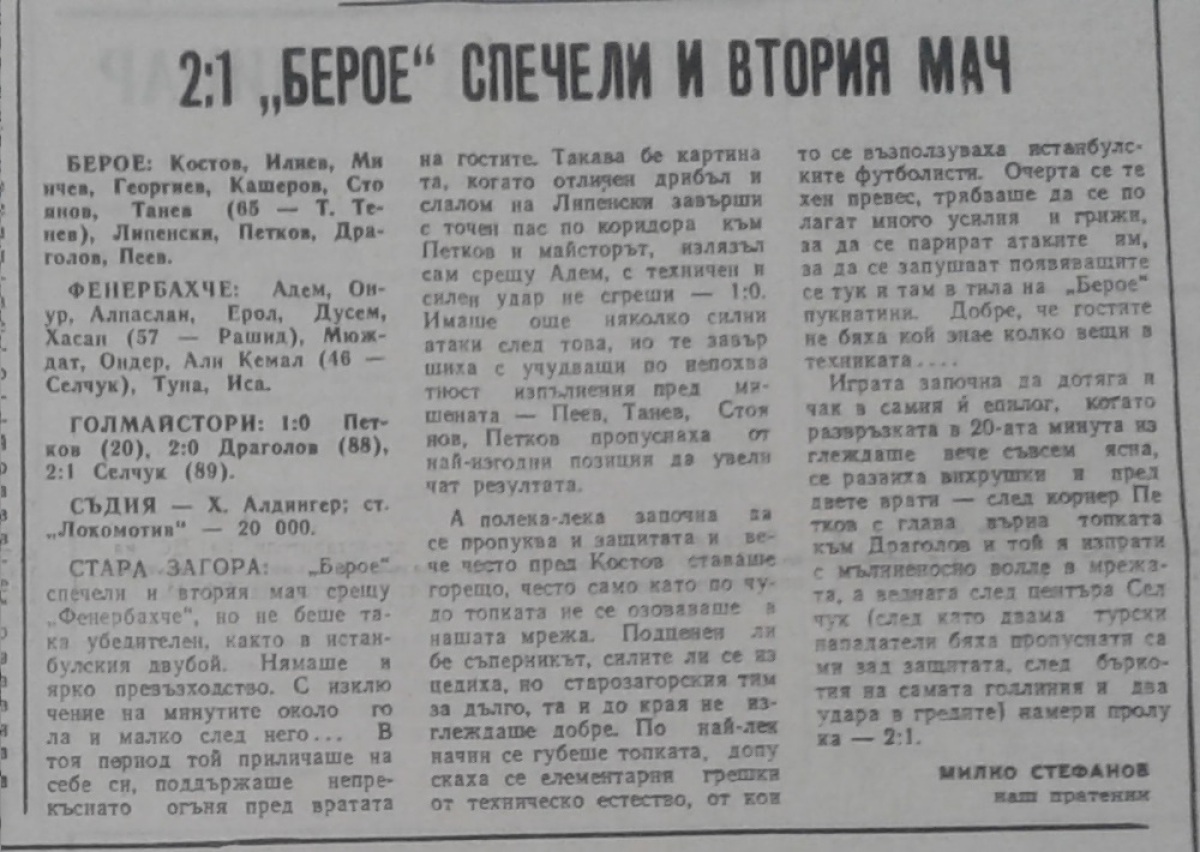 2:1 „БЕРОЕ“ СПЕЧЕЛИ И ВТОРИЯ МАЧ
БЕРОЕ: Костов, Илиев, Ми
нчев, Георгиев, Кашеров, Сто
янов, Танев (65 — Т. Те-
нев), Липенски, Петков, Дра-
голов, Пеев.
ФЕНЕРБАХЧЕ: Адем, Он-
ур, Алпаслан, Ерол, Дусем,
Хасан (57 — Рашид), Мюж-
дат, Ондер, Али Кемал (46 —
Селчук), Туна, Иса.
ГОЛМАЙСТОРИ: 1:0 Пет-
ков (20), 2:0 Драголов (88),
2:1 Селчук (89).
СЪДИЯ — Х. Алдингер; ст.
„Локомотив“ — 20 000.
СТАРА ЗАГОРА: „Берое“
спечели и втория мач срещу
„Фенербахче“, но не беше та-
ка убедителен, както в истан-
булския двубой. Нямаше и
ярко превъзходство. С изклю
чение на минутите около го
ла и малко след него... В
тоя период той приличаше на
себе си, поддържаше непре-
къснато огъня пред вратата
на гостите. Такава бе картина
та, когато отличен дрибъл и
слалом на Липенски завърши
с точен пас по коридора към
Петков и майсторът, излязъл
сам срещу Адем, с техничен и
силен удар не сгреши — 1:0.
Имаше още няколко силни
атаки след това, но те завър
шиха с учудващи по непохва
тност изпълнения пред ми-
шената — Пеев, Танев, Стоя
нов, Петков пропуснаха от
най-изгодни позиции да увели
чат резултата.
А полека-лека започна да
се пропуква и защитата и ве-
че често пред Костов ставаше
горещо, често само като по чу-
до топката не се озоваваше в
нашата мрежа. Подценен ли
бе съперникът, силите ли се из
цедиха, но старозагорския тим
за дълго, та и до края не из-
глеждаше добре. По най-лек
начин се губеше топката, допу
скаха се елементарни грешки
от техническо естество, от кои
то се възползуваха истанбулс-
ките футболисти. Очерта се те
хен превес, трябваше да се по
лагат много усилия и грижи,
за да се парират атаките им,
за да се запушват появяващите
се тук и там в тила на „Берое“
пукнатини. Добре, че гостите
не бяха кой знае колко вещи в
техниката....
Играта започна да дотяга и
чак в самия й епилог, когато
развръзката в 20-ата минута из
глеждаше вече съвсем ясна,
се развиха вихрушки и пред
двете врати — след корнер Пе
тков с глава върна топката
към Драголов и той я изпрати
с мълниеносно воле в мрежа-
та, а веднага след центъра Сел
чук (след като двама турски
нападатели бяха пропуснати са
ми зад защитата, след бърко-
тия на самата голлиния и два
удара в гредите) намери пролу
ка — 2:1.
МИЛКО СТЕФАНОВ
наш пратеник